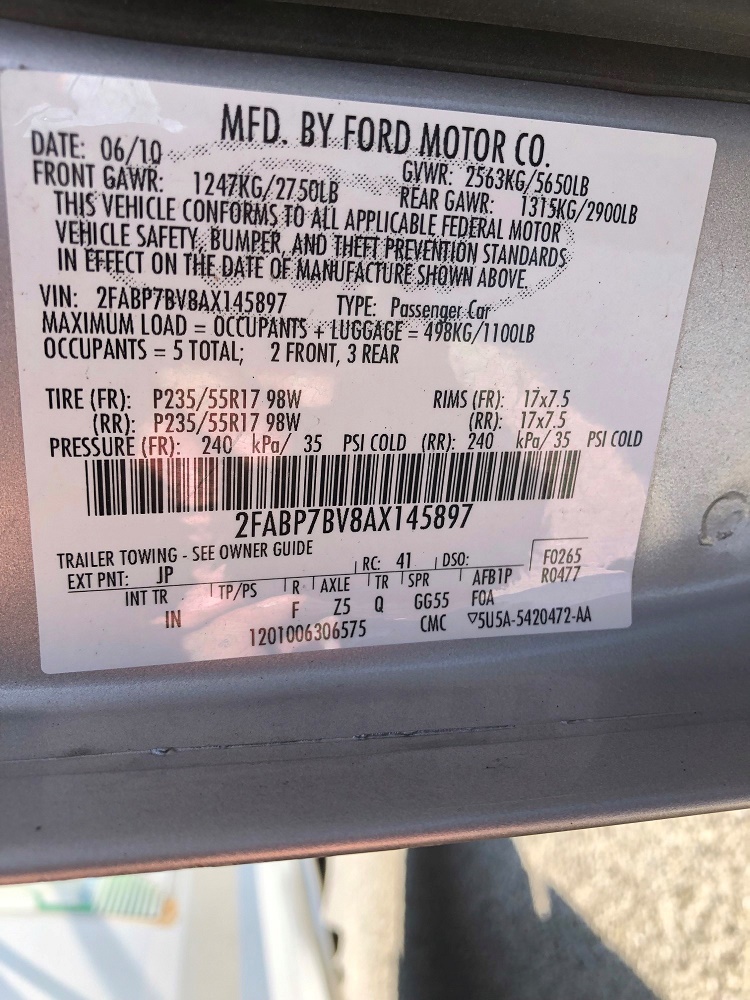 MFD. BY FORD MOTOR CO.
DATE: 06/10 GVWR: 2563KG/5650LB
FRONT GAWR: 1247KG/2750LB REAR GAWR: 1315KG/2900LB
THIS VEHICLE CONFORMS TO ALL APPLICABLE FEDERAL MOTOR
VEHICLE SAFETY, BUMPER, AND THEFT PREVENTION STANDARDS
IN EFFECT ON THE DATE OF MANUFACTURE SHOWN ABOVE.
VIN: 2FABP7BV8AX145897 TYPE: Passenger Car
MAXIMUM LOAD = OCCUPANTS + LUGGAGE = 498KG/1100LB
OCCUPANTS = 5 TOTAL; 2 FRONT, 3 REAR
TIRE (FR): P235/55R17 98W RIMS (FR): 17x7.5
(RR): P235/55R17 98W (RR): 17x7.5
PRESSURE (FR): 240 kPa/ 35 PSI COLD (RR): 240 kPa/ 35 PSI COLD
2FABP7BV8AX145897
TRAILER TOWING - SEE OWNER GUIDE
EXT PNT: JP RC: 41 DSO: F0265
R0477
INT TR TP/PS R AXLE TR SPR AFB1P
IN F Z5 Q GG55 FOA
1201006306575 CMC ▽5U5A-5420472-AA